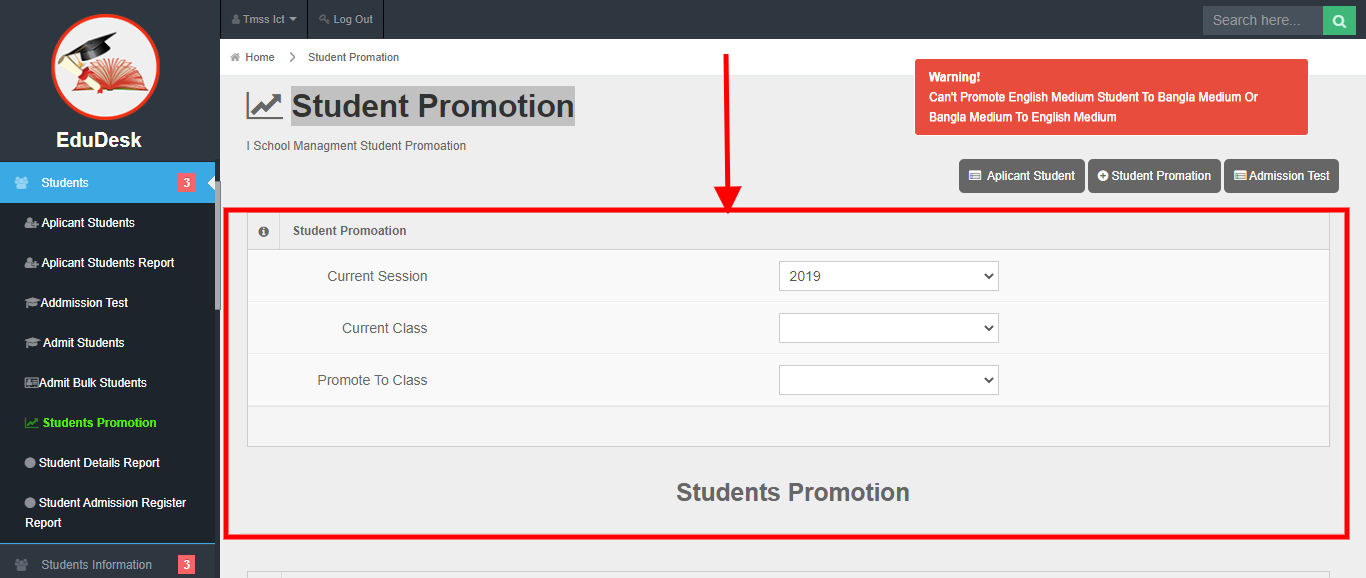 Tmss Ict
Log Out
Search here...
EduDesk
Home
Student Promation
Warning!
Can't Promote English Medium Student To Bangla Medium Or
Bangla Medium To English Medium
Student Promotion
I School Managment Student Promoation
Aplicant Student
Student Promation
Admission Test
Students 3
Aplicant Students
Aplicant Students Report
Addmission Test
Admit Students
Admit Bulk Students
Students Promotion
Student Details Report
Student Admission Register
Report
Students Information 3
Student Promoation
Current Session 2019
Current Class
Promote To Class
Students Promotion